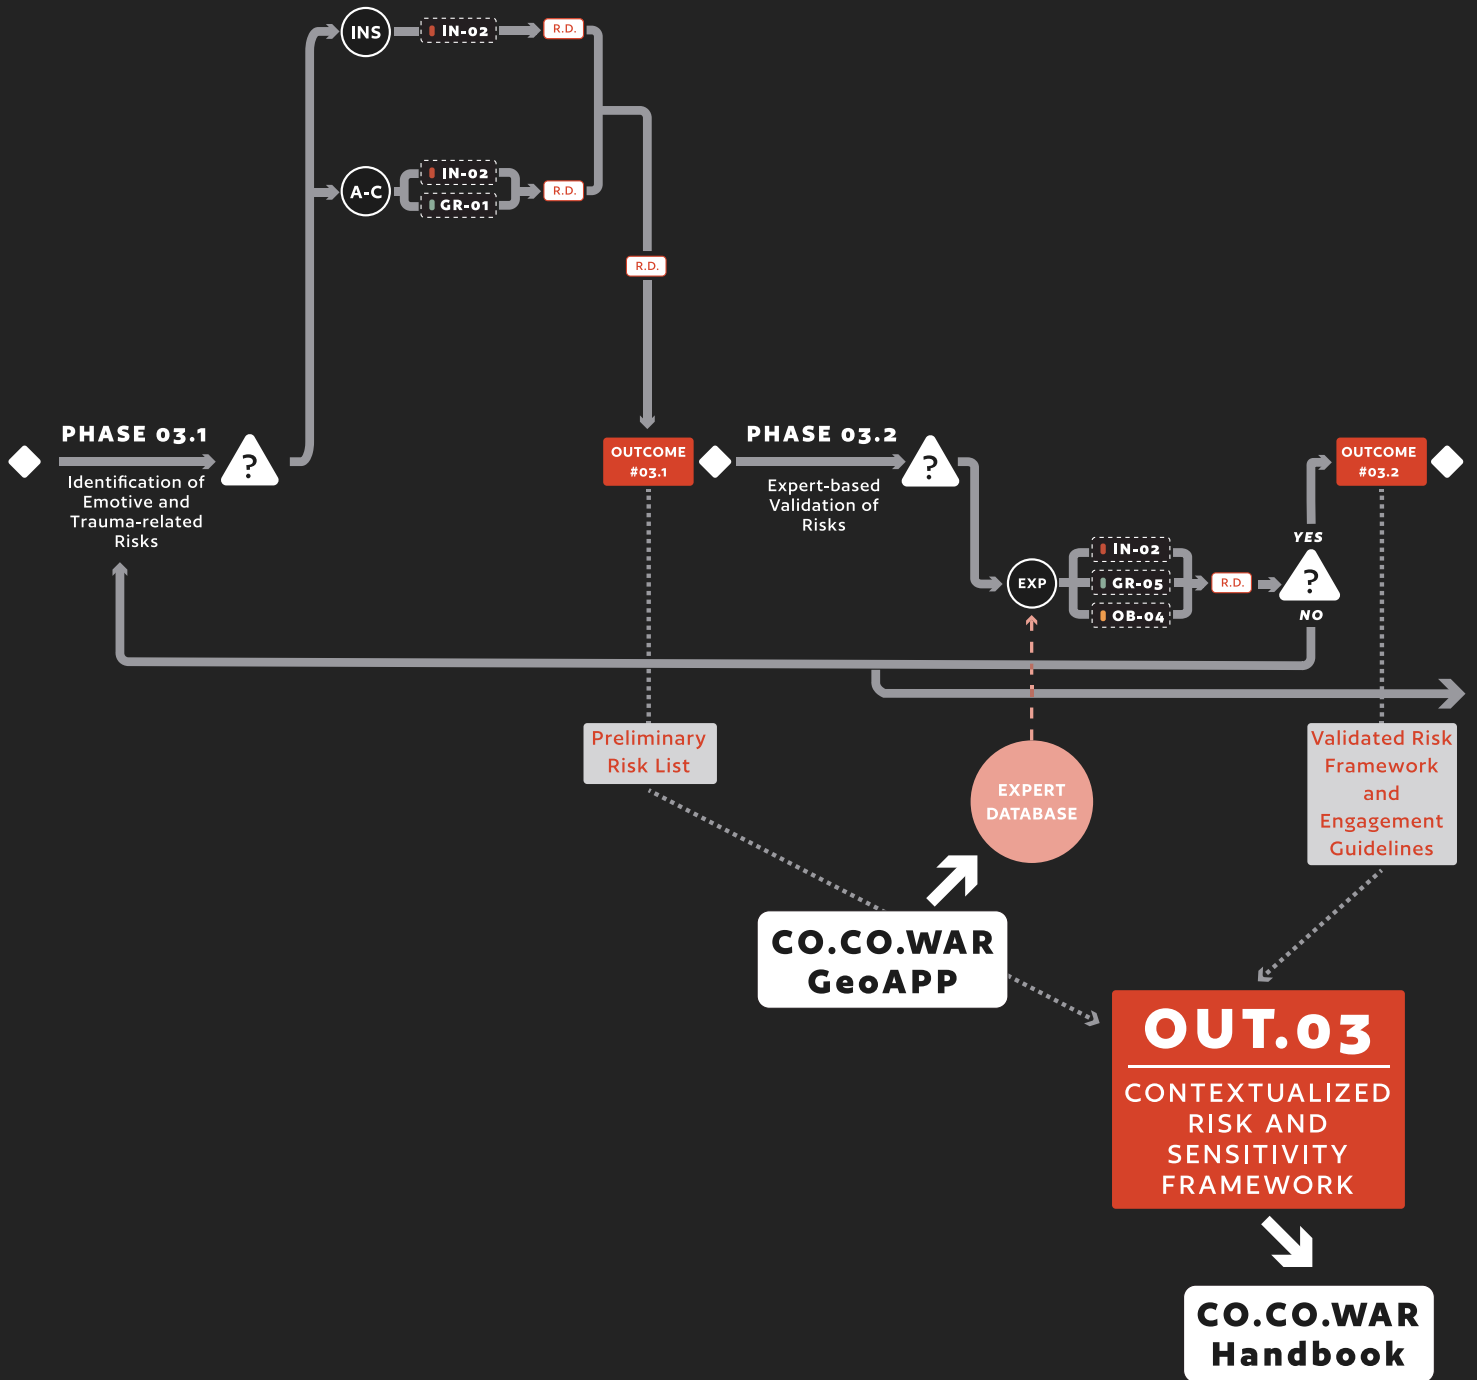 INS
IN-02
R.D.
A-C
IN-02
GR-01
R.D.
R.D.
PHASE 03.1
?
Identification of
Emotive and
Trauma-related
Risks
OUTCOME
#03.1
PHASE 03.2
?
Expert-based
Validation of
Risks
EXP
IN-02
GR-05
OB-04
R.D.
YES
?
NO
OUTCOME
#03.2
Preliminary
Risk List
EXPERT
DATABASE
Validated Risk
Framework
and
Engagement
Guidelines
CO.CO.WAR
GeoAPP
OUT.03
CONTEXTUALIZED
RISK AND
SENSITIVITY
FRAMEWORK
CO.CO.WAR
Handbook